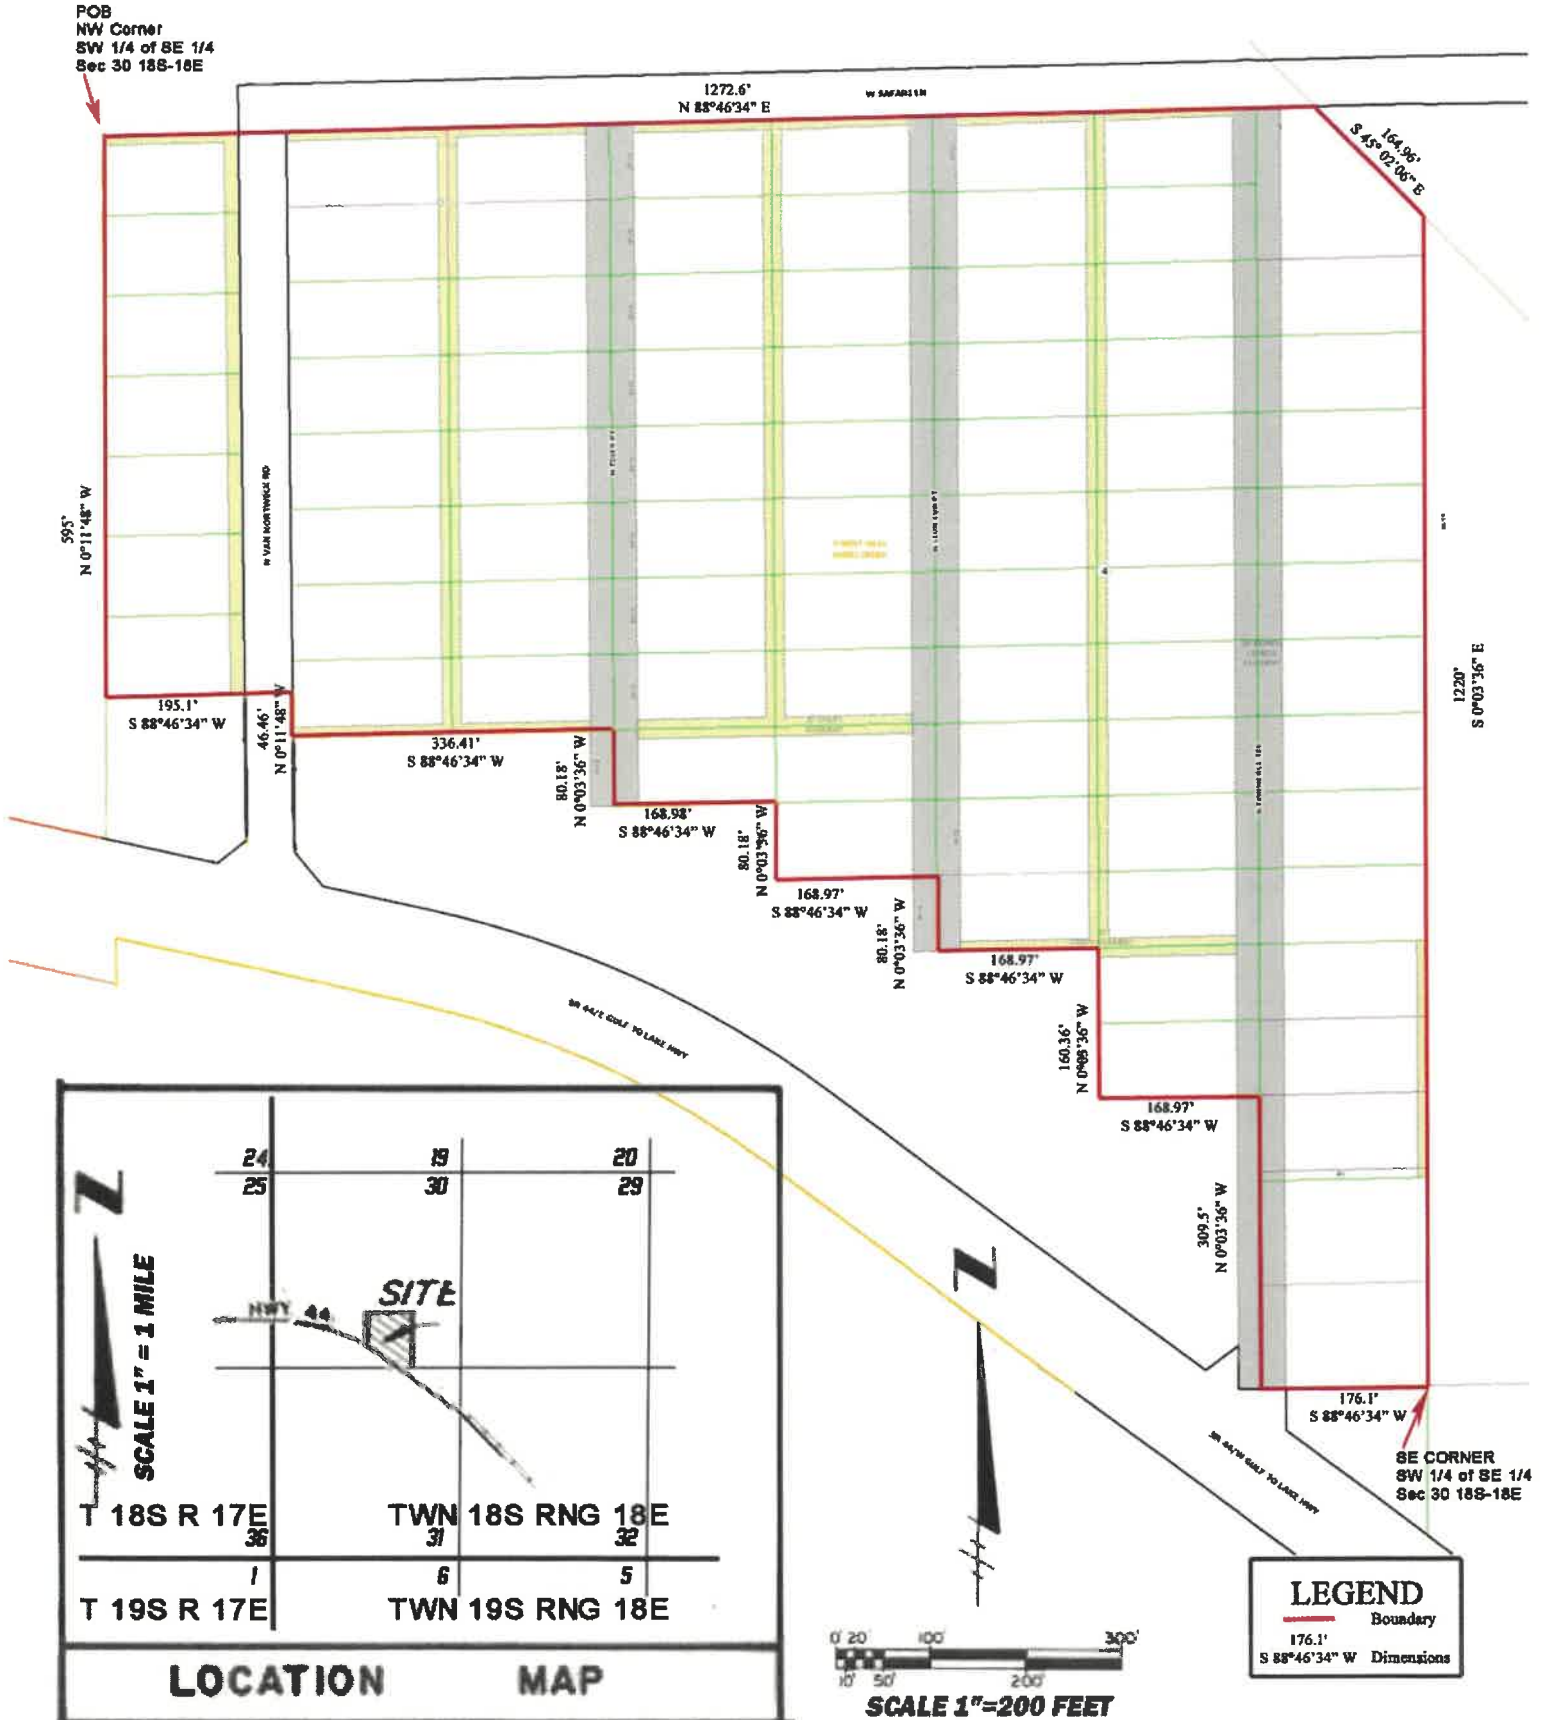 POB
NW Corner
SW 1/4 of SE 1/4
Sec 30 18S-18E
1272.6'
N 88°46'34" E
W SAFARI LN
164.96'
S 45° 02'06" E
595'
N 0°11'48" W
N VAN NORTWICK RD
1220'
S 0°03'36" E
195.1'
S 88°46'34" W
46.46'
N 0°11'48" W
336.41'
S 88°46'34" W
80.18'
N 0°03'36" W
168.98'
S 88°46'34" W
80.18'
N 0°03'36" W
168.97'
S 88°46'34" W
80.18'
N 0°03'36" W
168.97'
S 88°46'34" W
160.36'
N 0°03'36" W
168.97'
S 88°46'34" W
309.5'
N 0°03'36" W
176.1'
S 88°46'34" W
SE CORNER
SW 1/4 of SE 1/4
Sec 30 18S-18E
SR 44/E GULF TO LAKE HWY
SR 44/W GULF TO LAKE HWY
N
N
SCALE 1" = 1 MILE
24 19 20
25 30 29
SITE
HWY 44
T 18S R 17E TWN 18S RNG 18E
36 31 32
1 6 5
T 19S R 17E TWN 19S RNG 18E
LOCATION MAP
0' 20' 100' 300'
10' 50' 200'
SCALE 1"=200 FEET
LEGEND
Boundary
176.1'
S 88°46'34" W Dimensions